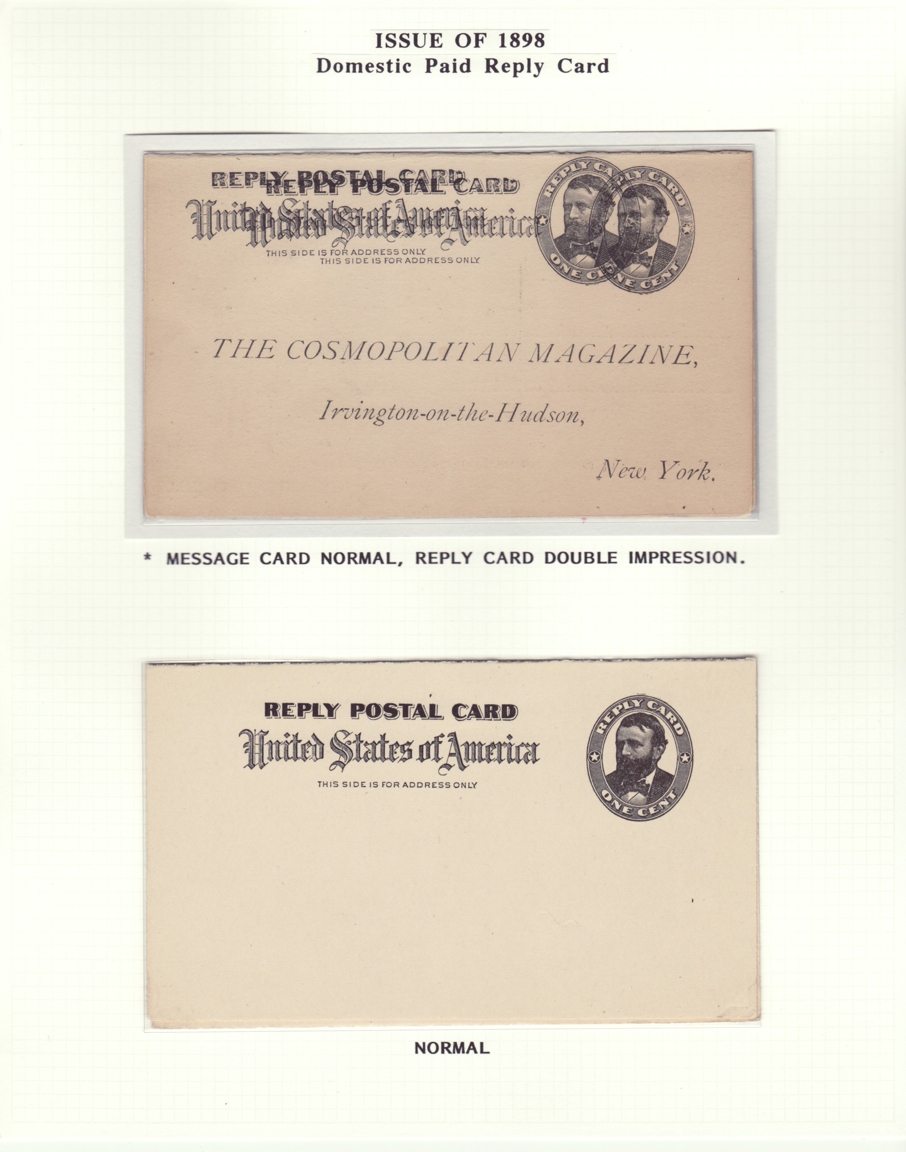 ISSUE OF 1898
Domestic Paid Reply Card
REPLY POSTAL CARD
REPLY POSTAL CARD
United States of America
United States of America
THIS SIDE IS FOR ADDRESS ONLY
THIS SIDE IS FOR ADDRESS ONLY
REPLY CARD
ONE CENT
REPLY CARD
ONE CENT
THE COSMOPOLITAN MAGAZINE,
Irvington-on-the-Hudson,
New York.
* MESSAGE CARD NORMAL, REPLY CARD DOUBLE IMPRESSION.
REPLY POSTAL CARD
United States of America
THIS SIDE IS FOR ADDRESS ONLY
REPLY CARD
ONE CENT
NORMAL